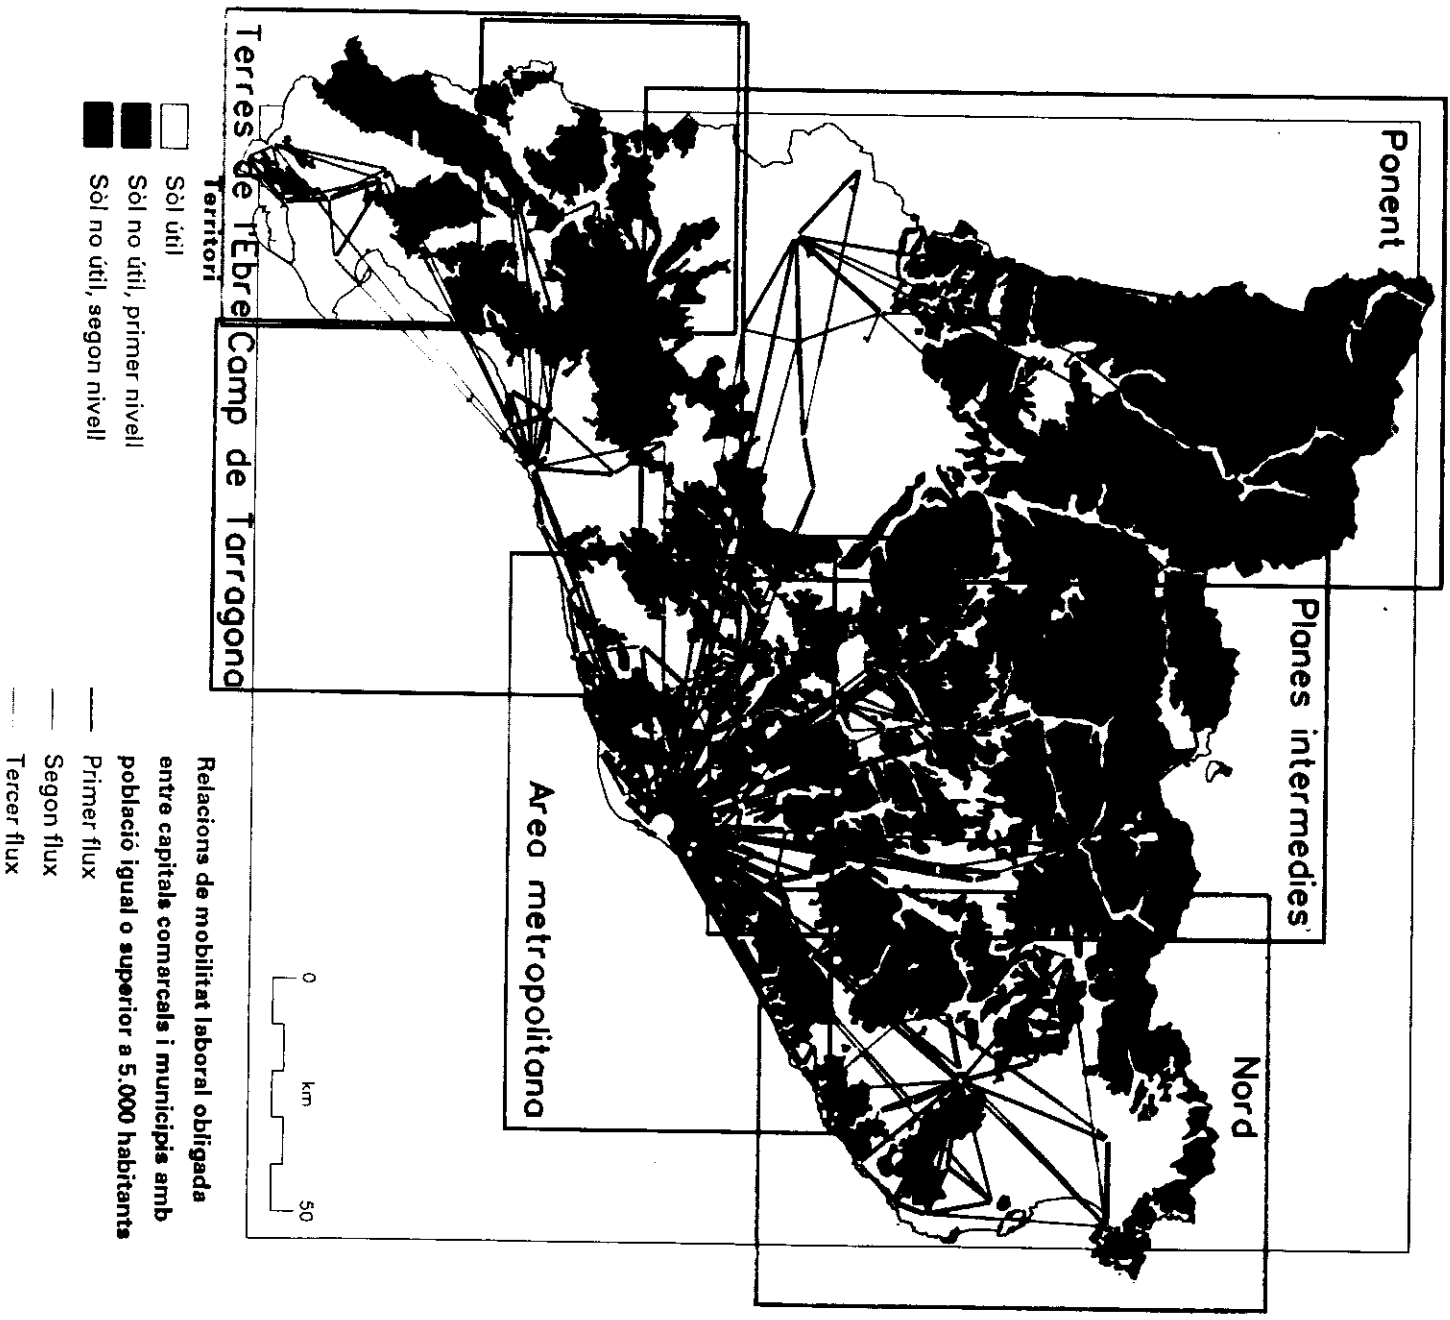 Ponent
Planes intermedies
Nord
Area metropolitana
Terres de l'Ebre
Camp de Tarragona
Territori
Sòl útil
Sòl no útil, primer nivell
Sòl no útil, segon nivell
Relacions de mobilitat laboral obligada
entre capitals comarcals i municipis amb
població igual o superior a 5.000 habitants
Primer flux
Segon flux
Tercer flux
0 km 50